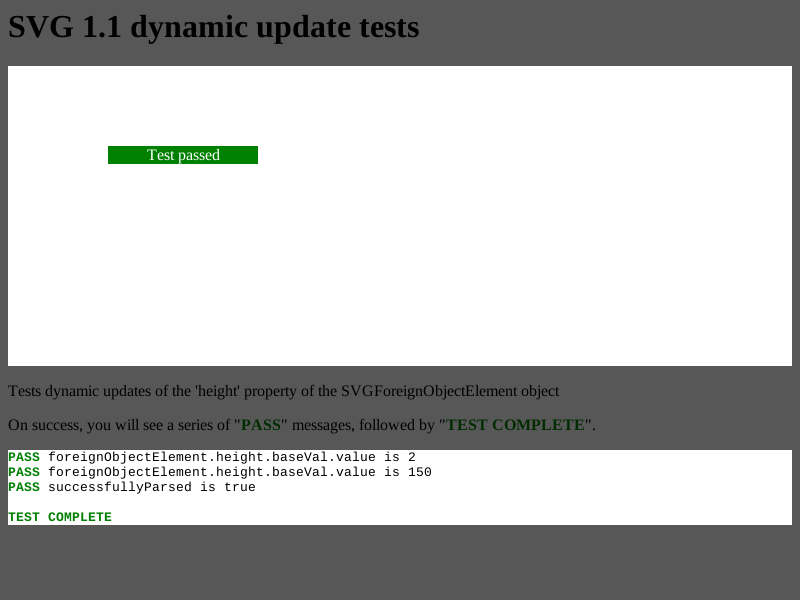 SVG 1.1 dynamic update tests
Test passed
Tests dynamic updates of the 'height' property of the SVGForeignObjectElement object
On success, you will see a series of "PASS" messages, followed by "TEST COMPLETE".
PASS foreignObjectElement.height.baseVal.value is 2
PASS foreignObjectElement.height.baseVal.value is 150
PASS successfullyParsed is true
TEST COMPLETE